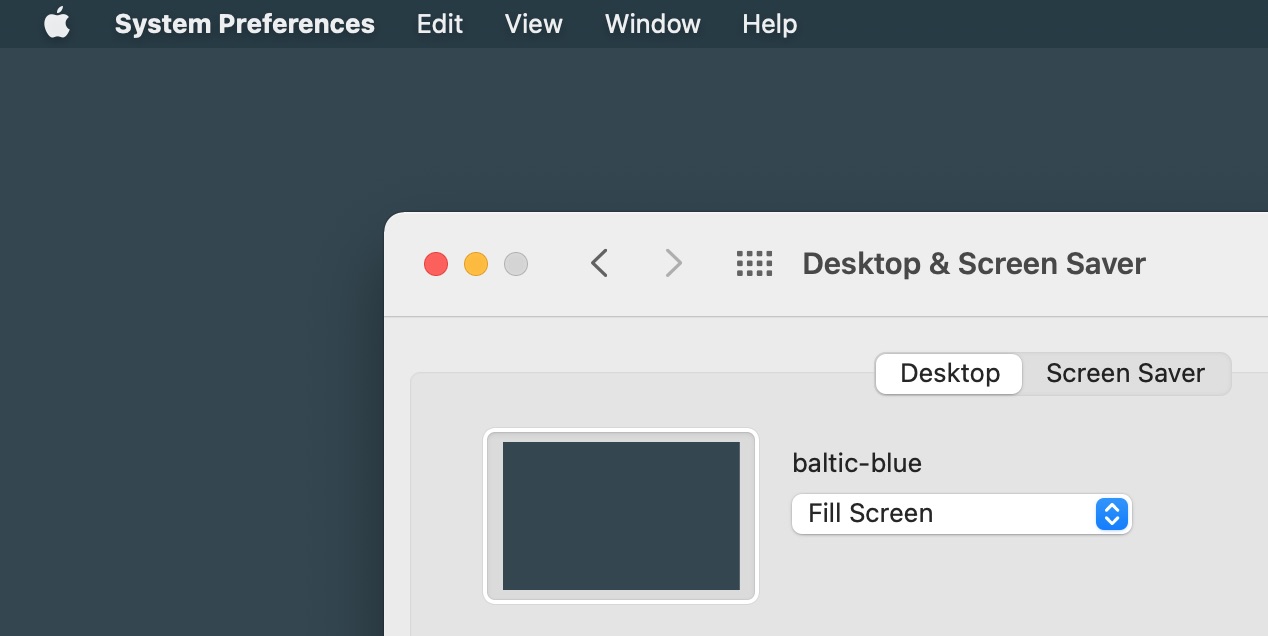 System Preferences Edit View Window Help
Desktop & Screen Saver
Desktop Screen Saver
baltic-blue
Fill Screen